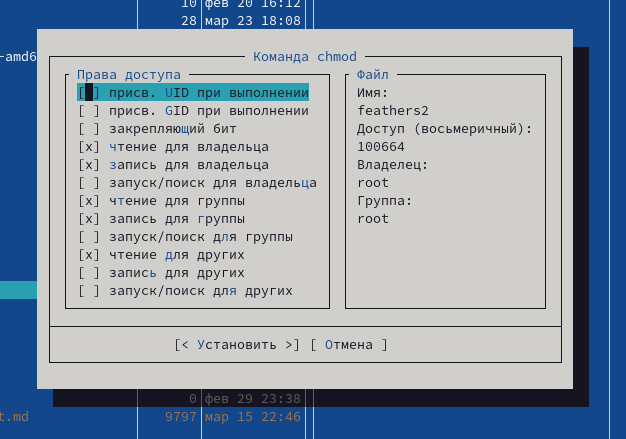 10 фев 20 16:12
28 мар 23 18:08
-amd6
Команда chmod
Права доступа
[ ] присв. UID при выполнении
[ ] присв. GID при выполнении
[ ] закрепляющий бит
[x] чтение для владельца
[x] запись для владельца
[ ] запуск/поиск для владельца
[x] чтение для группы
[x] запись для группы
[ ] запуск/поиск для группы
[x] чтение для других
[ ] запись для других
[ ] запуск/поиск для других
Файл
Имя:
feathers2
Доступ (восьмеричный):
100664
Владелец:
root
Группа:
root
[< Установить >] [ Отмена ]
0 фев 29 23:38
t.md 9797 мар 15 22:46